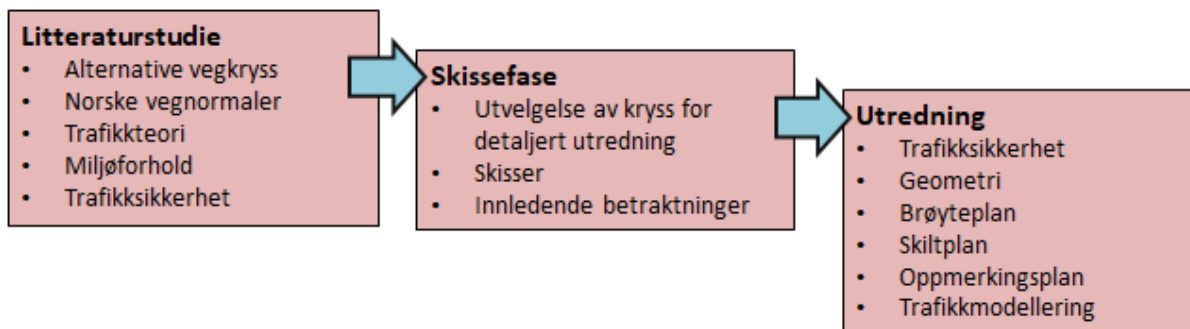 Litteraturstudie
• Alternative vegkryss
• Norske vegnormaler
• Trafikkteori
• Miljøforhold
• Trafikksikkerhet
Skissefase
• Utvelgelse av kryss for
detaljert utredning
• Skisser
• Innledende betraktninger
Utredning
• Trafikksikkerhet
• Geometri
• Brøyteplan
• Skiltplan
• Oppmerkingsplan
• Trafikkmodellering